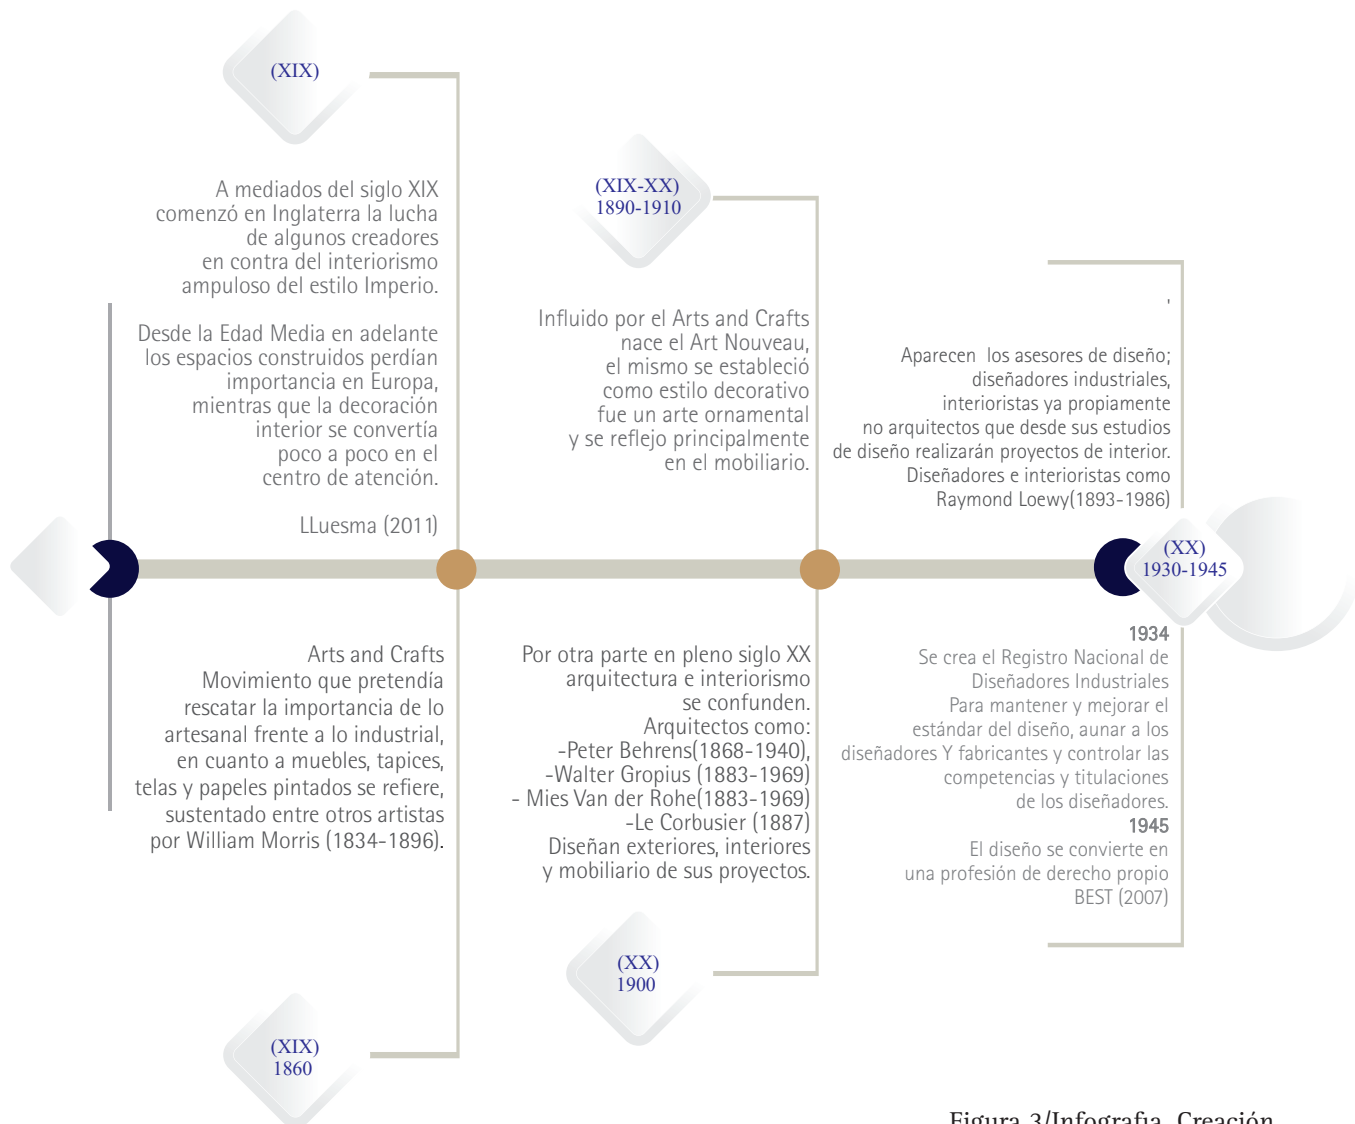 (XIX)
A mediados del siglo XIX
comenzó en Inglaterra la lucha
de algunos creadores
en contra del interiorismo
ampuloso del estilo Imperio.
Desde la Edad Media en adelante
los espacios construidos perdían
importancia en Europa,
mientras que la decoración
interior se convertía
poco a poco en el
centro de atención.
LLuesma (2011)
Arts and Crafts
Movimiento que pretendía
rescatar la importancia de lo
artesanal frente a lo industrial,
en cuanto a muebles, tapices,
telas y papeles pintados se refiere,
sustentado entre otros artistas
por William Morris (1834-1896).
(XIX)
1860
(XIX-XX)
1890-1910
Influido por el Arts and Crafts
nace el Art Nouveau,
el mismo se estableció
como estilo decorativo
fue un arte ornamental
y se reflejo principalmente
en el mobiliario.
Por otra parte en pleno siglo XX
arquitectura e interiorismo
se confunden.
Arquitectos como:
-Peter Behrens(1868-1940),
-Walter Gropius (1883-1969)
- Mies Van der Rohe(1883-1969)
-Le Corbusier (1887)
Diseñan exteriores, interiores
y mobiliario de sus proyectos.
(XX)
1900
,
Aparecen  los asesores de diseño;
diseñadores industriales,
interioristas ya propiamente
no arquitectos que desde sus estudios
de diseño realizarán proyectos de interior.
Diseñadores e interioristas como
Raymond Loewy(1893-1986)
(XX)
1930-1945
1934
Se crea el Registro Nacional de
Diseñadores Industriales
Para mantener y mejorar el
estándar del diseño, aunar a los
diseñadores Y fabricantes y controlar las
competencias y titulaciones
de los diseñadores.
1945
El diseño se convierte en
una profesión de derecho propio
BEST (2007)
Figura 3/Infografia. Creación